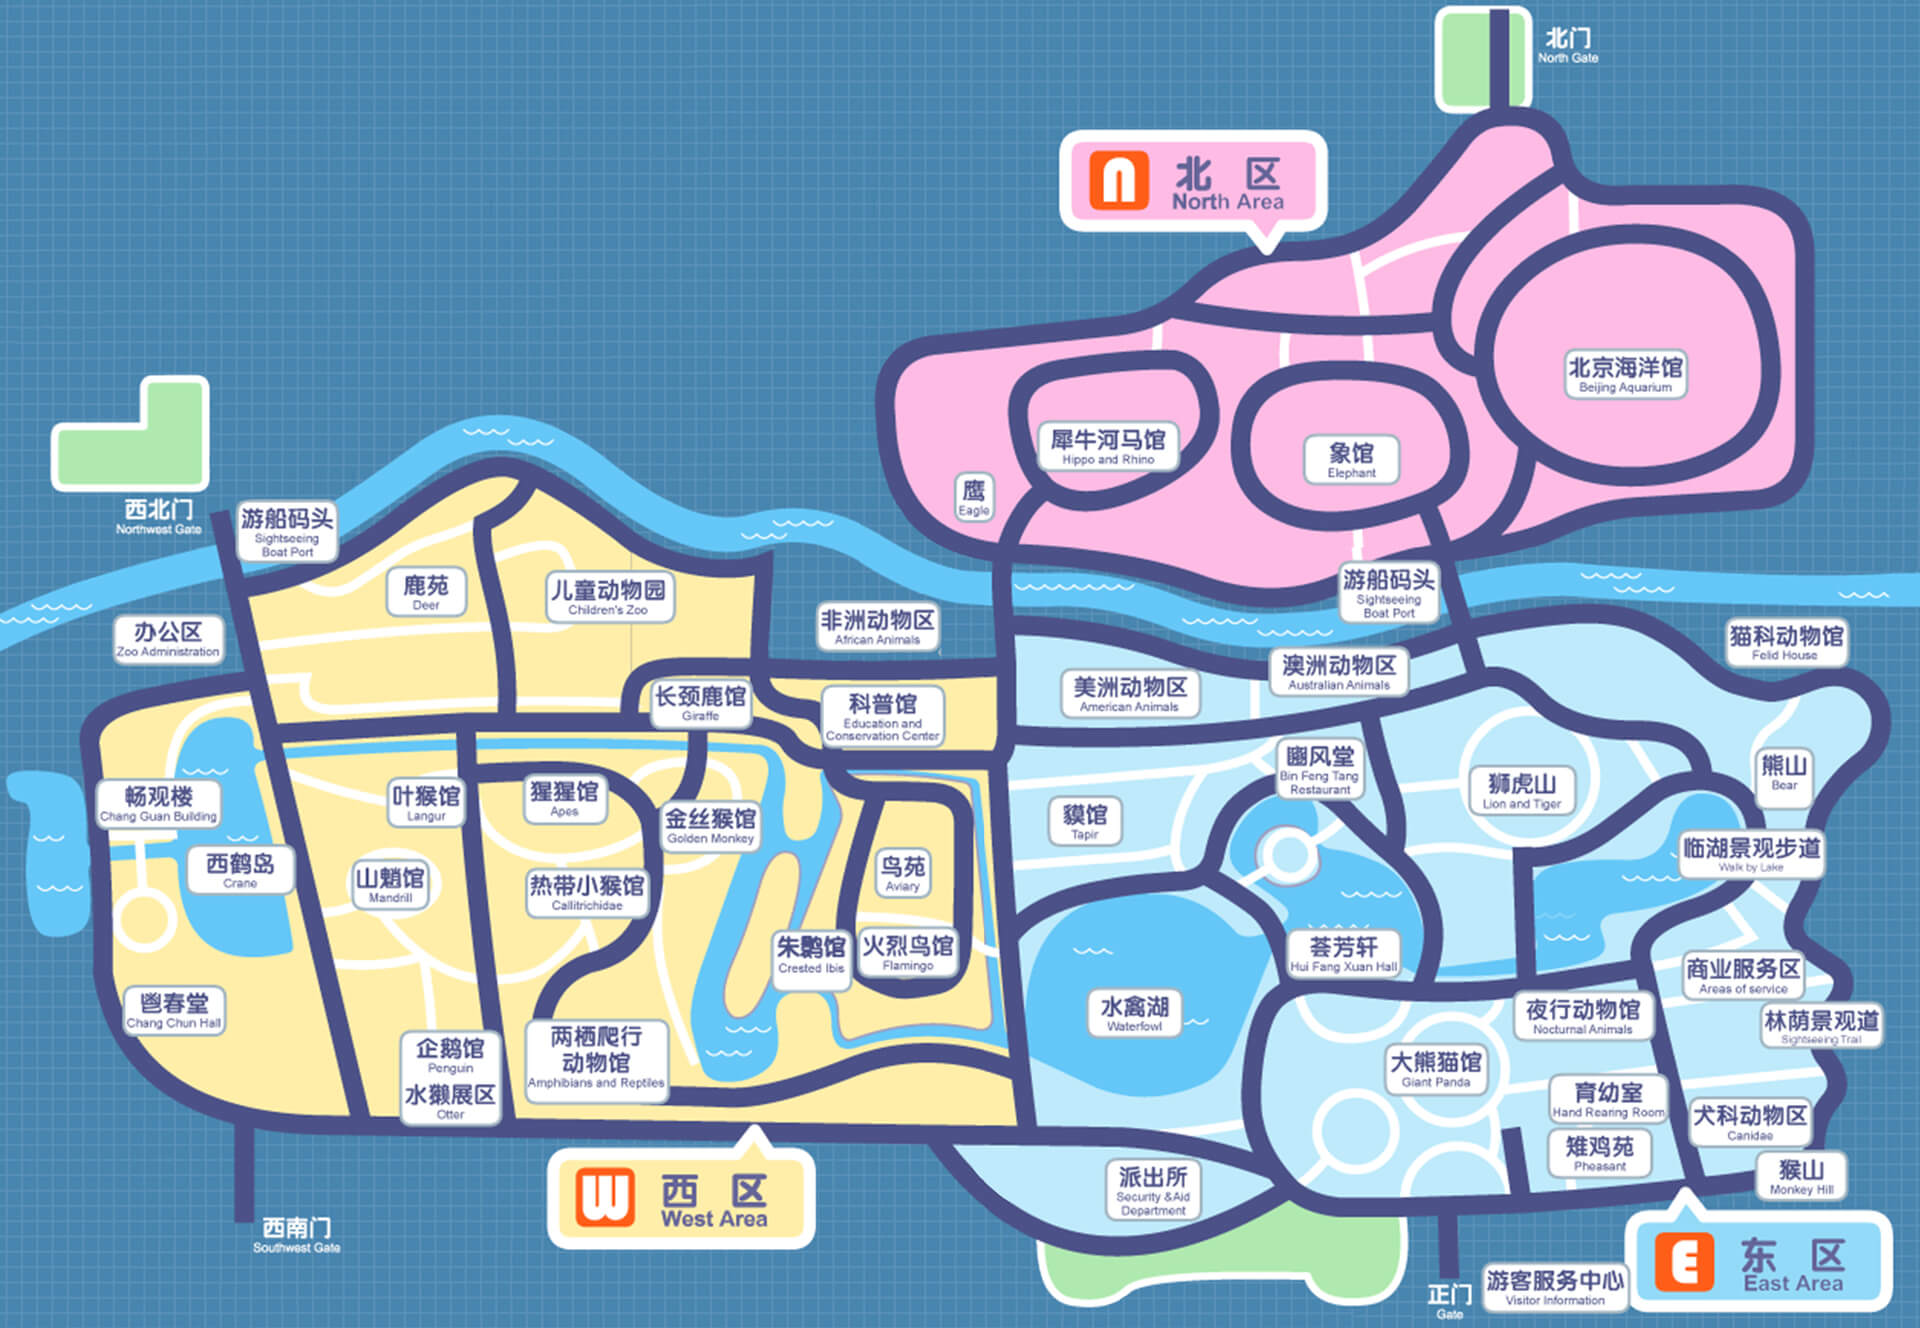 北门
North Gate
北 区
North Area
北京海洋馆
Beijing Aquarium
犀牛河马馆
Hippo and Rhino
象馆
Elephant
鹰
Eagle
西北门
Northwest Gate
游船码头
Sightseeing
Boat Port
鹿苑
Deer
儿童动物园
Children's Zoo
游船码头
Sightseeing
Boat Port
办公区
Zoo Administration
非洲动物区
African Animals
猫科动物馆
Felid House
美洲动物区
American Animals
澳洲动物区
Australian Animals
长颈鹿馆
Giraffe
科普馆
Education and
Conservation Center
豳风堂
Bin Feng Tang
Restaurant
狮虎山
Lion and Tiger
熊山
Bear
畅观楼
Chang Guan Building
叶猴馆
Langur
猩猩馆
Apes
金丝猴馆
Golden Monkey
貘馆
Tapir
临湖景观步道
Walk by Lake
西鹤岛
Crane
山魈馆
Mandrill
热带小猴馆
Callitrichidae
鸟苑
Aviary
朱鹮馆
Crested Ibis
火烈鸟馆
Flamingo
荟芳轩
Hui Fang Xuan Hall
商业服务区
Areas of service
鬯春堂
Chang Chun Hall
水禽湖
Waterfowl
夜行动物馆
Nocturnal Animals
林荫景观道
Sightseeing Trail
企鹅馆
Penguin
水獭展区
Otter
两栖爬行
动物馆
Amphibians and Reptiles
大熊猫馆
Giant Panda
育幼室
Hand Rearing Room
犬科动物区
Canidae
雉鸡苑
Pheasant
猴山
Monkey Hill
派出所
Security &Aid
Department
W 西 区
West Area
西南门
Southwest Gate
E 东 区
East Area
正门
Gate
游客服务中心
Visitor Information